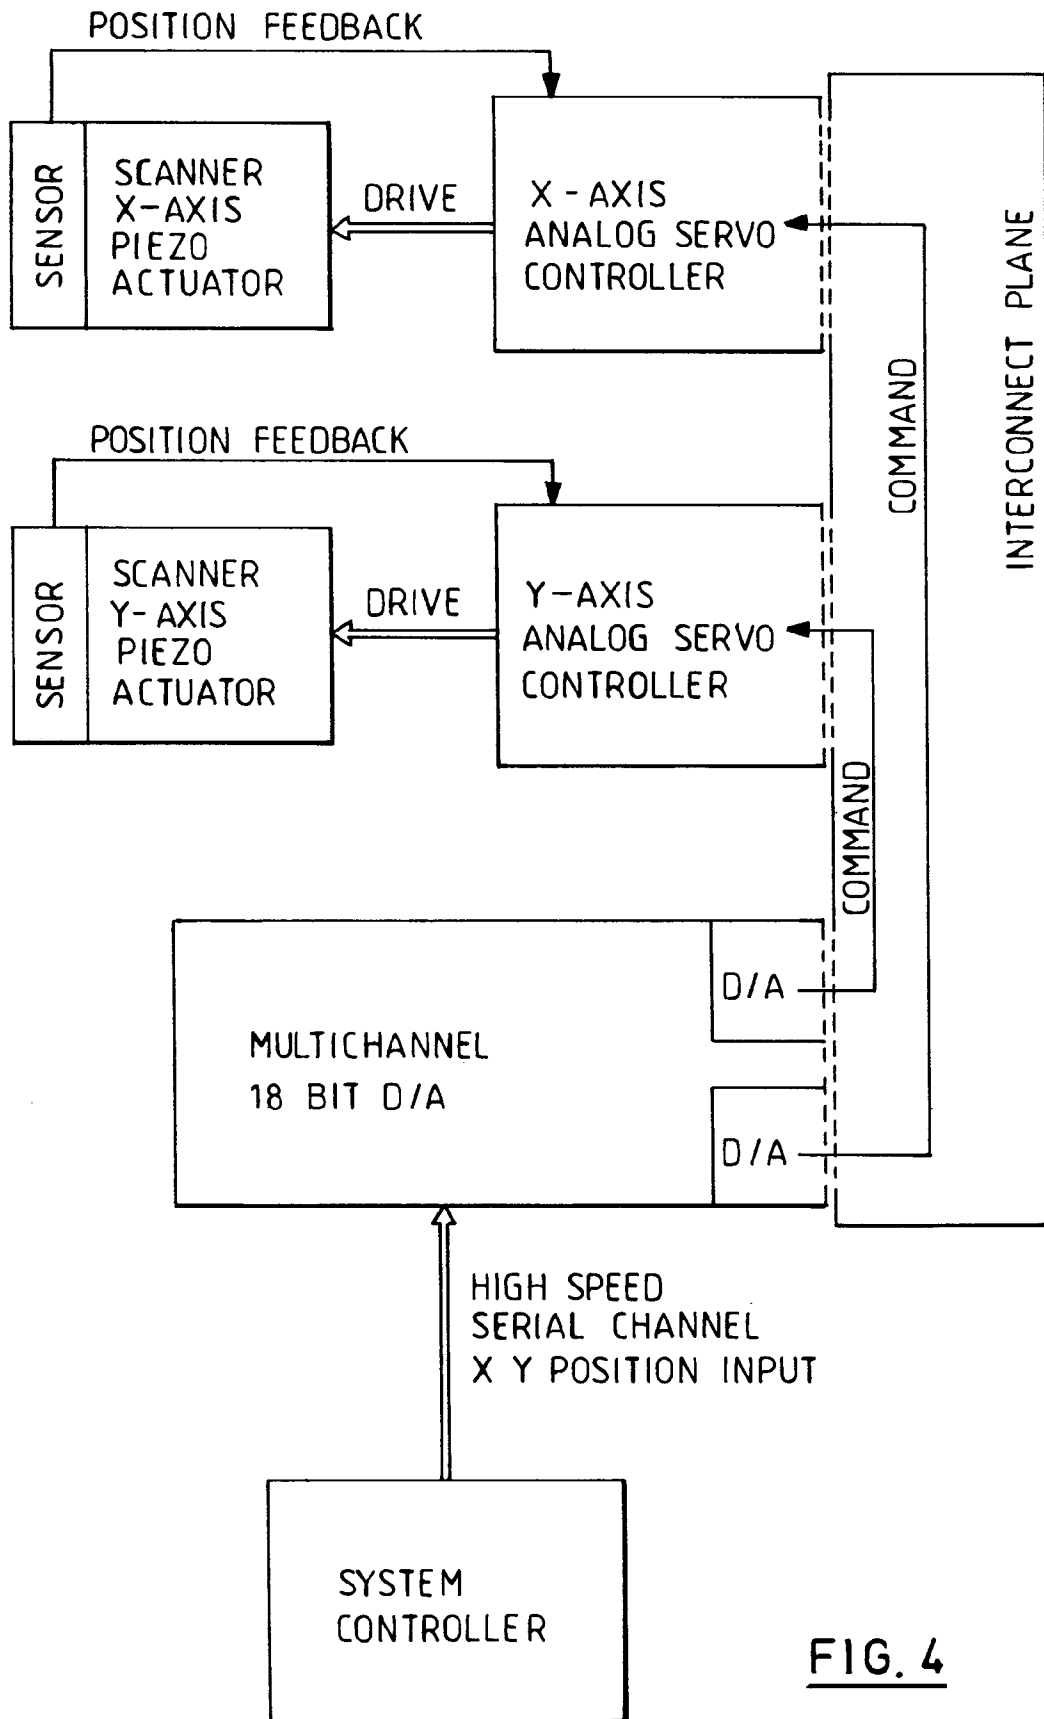 POSITION FEEDBACK
SENSOR
SCANNER
X-AXIS
PIEZO
ACTUATOR
DRIVE
X-AXIS
ANALOG SERVO
CONTROLLER
INTERCONNECT PLANE
COMMAND
POSITION FEEDBACK
SENSOR
SCANNER
Y-AXIS
PIEZO
ACTUATOR
DRIVE
Y-AXIS
ANALOG SERVO
CONTROLLER
COMMAND
D/A
MULTICHANNEL
18 BIT D/A
D/A
HIGH SPEED
SERIAL CHANNEL
X Y POSITION INPUT
SYSTEM
CONTROLLER
FIG. 4